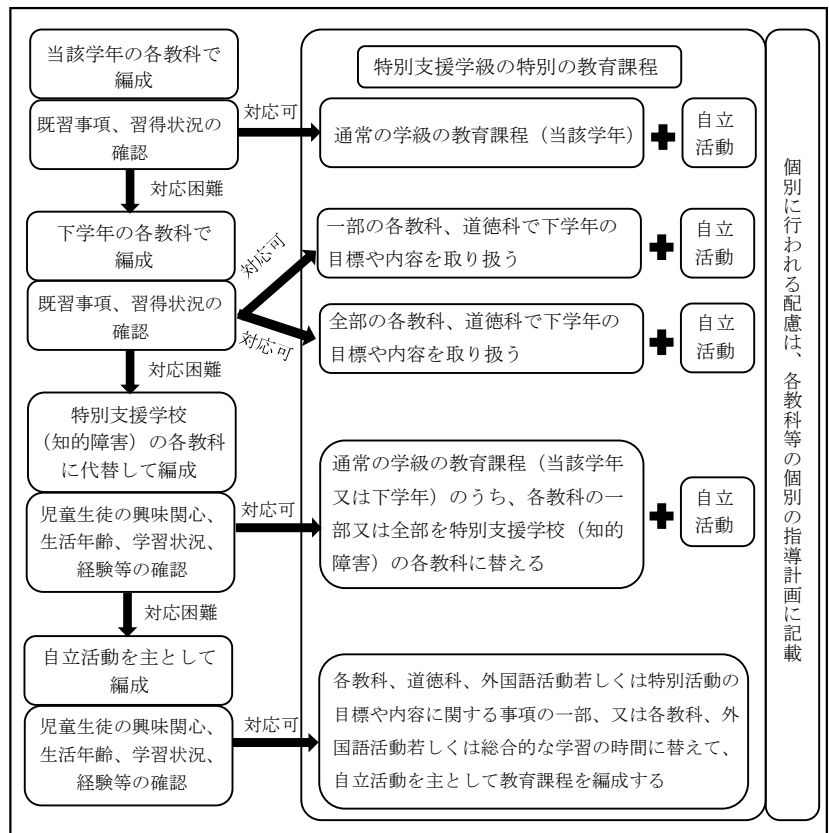 当該学年の各教科で
編成
既習事項、習得状況の
確認
対応可
対応困難
下学年の各教科で
編成
既習事項、習得状況の
確認
対応可
対応可
対応困難
特別支援学校
（知的障害）の各教科
に代替して編成
児童生徒の興味関心、
生活年齢、学習状況、
経験等の確認
対応可
対応困難
自立活動を主として
編成
児童生徒の興味関心、
生活年齢、学習状況、
経験等の確認
対応可
特別支援学級の特別の教育課程
通常の学級の教育課程（当該学年）
自立
活動
一部の各教科、道徳科で下学年の
目標や内容を取り扱う
自立
活動
全部の各教科、道徳科で下学年の
目標や内容を取り扱う
自立
活動
通常の学級の教育課程（当該学年
又は下学年）のうち、各教科の一
部又は全部を特別支援学校（知的
障害）の各教科に替える
自立
活動
各教科、道徳科、外国語活動若しくは特別活動の
目標や内容に関する事項の一部、又は各教科、外
国語活動若しくは総合的な学習の時間に替えて、
自立活動を主として教育課程を編成する
個別に行われる配慮は、各教科等の個別の指導計画に記載